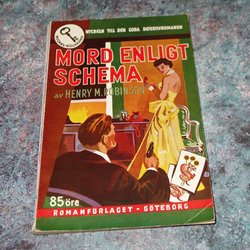 NYCKELN TILL DEN GODA DETEKTIVROMANEN
MORD ENLIGT
SCHEMA
AV HENRY M. ROBINSON
85 öre
ROMANFÖRLAGET - GÖTEBORG